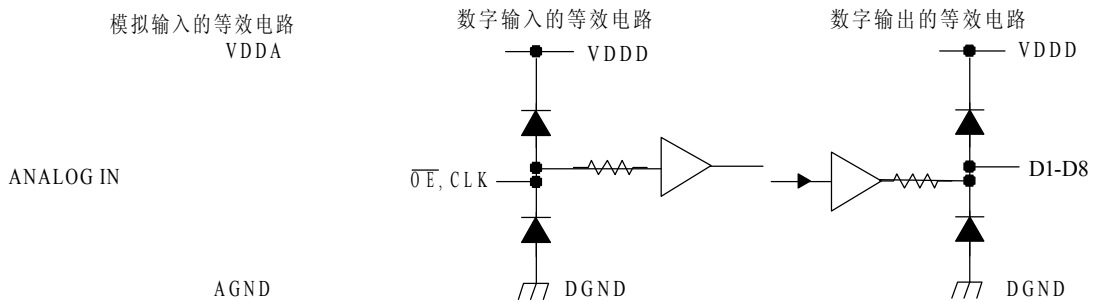 模拟输入的等效电路
VDDA
ANALOG IN
AGND
数字输入的等效电路
VDDD
OE, CLK
DGND
数字输出的等效电路
VDDD
D1-D8
DGND